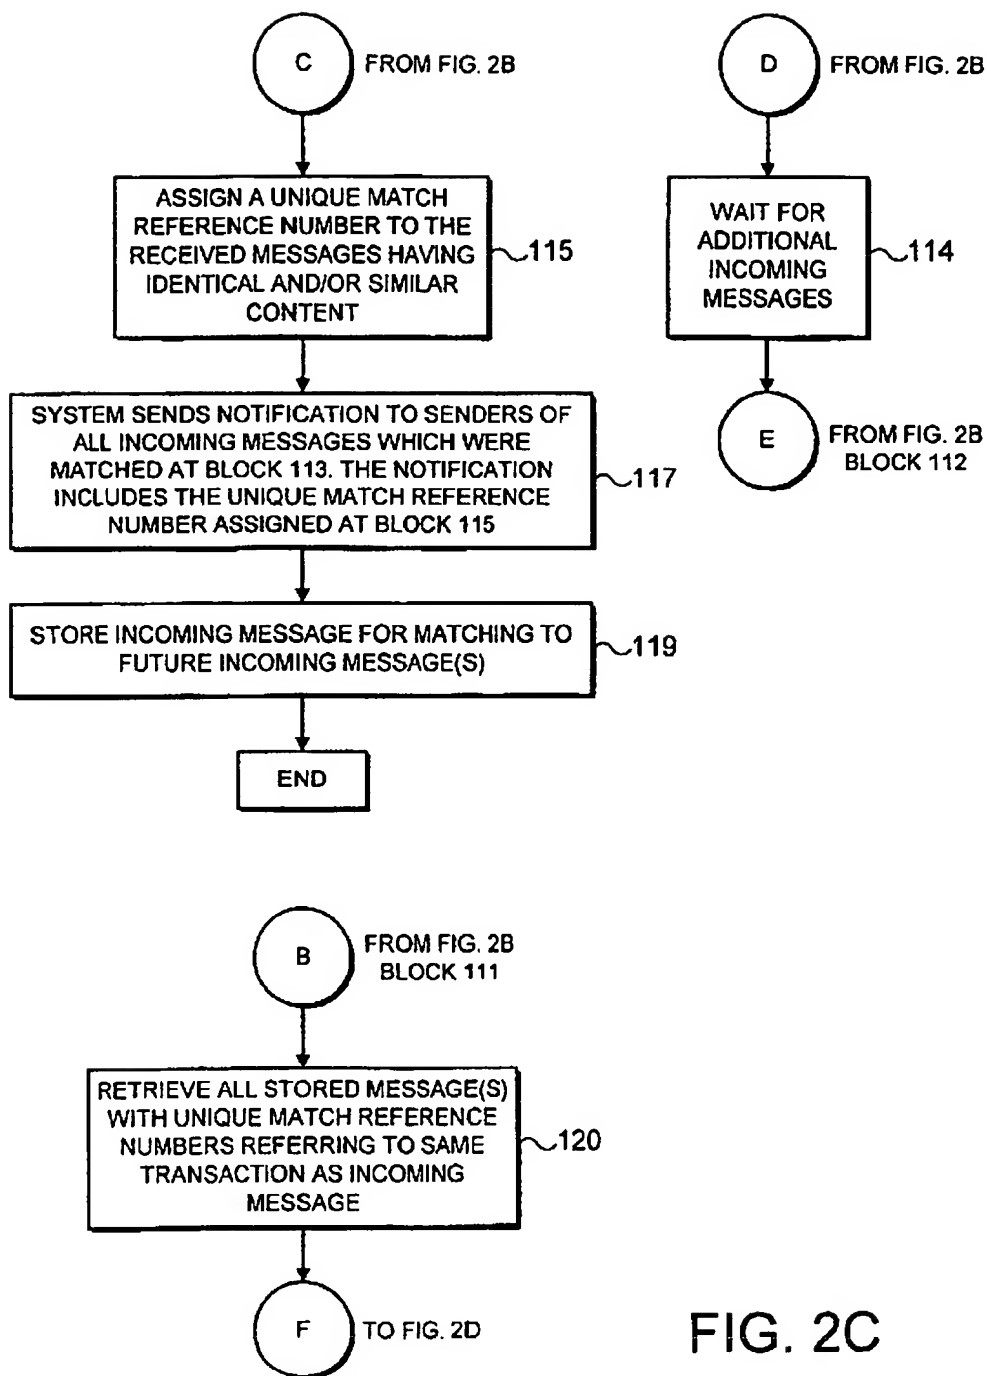 C
FROM FIG. 2B
ASSIGN A UNIQUE MATCH
REFERENCE NUMBER TO THE
RECEIVED MESSAGES HAVING
IDENTICAL AND/OR SIMILAR
CONTENT
115
SYSTEM SENDS NOTIFICATION TO SENDERS OF
ALL INCOMING MESSAGES WHICH WERE
MATCHED AT BLOCK 113. THE NOTIFICATION
INCLUDES THE UNIQUE MATCH REFERENCE
NUMBER ASSIGNED AT BLOCK 115
117
STORE INCOMING MESSAGE FOR MATCHING TO
FUTURE INCOMING MESSAGE(S)
119
END
D
FROM FIG. 2B
WAIT FOR
ADDITIONAL
INCOMING
MESSAGES
114
E
FROM FIG. 2B
BLOCK 112
B
FROM FIG. 2B
BLOCK 111
RETRIEVE ALL STORED MESSAGE(S)
WITH UNIQUE MATCH REFERENCE
NUMBERS REFERRING TO SAME
TRANSACTION AS INCOMING
MESSAGE
120
F
TO FIG. 2D
FIG. 2C